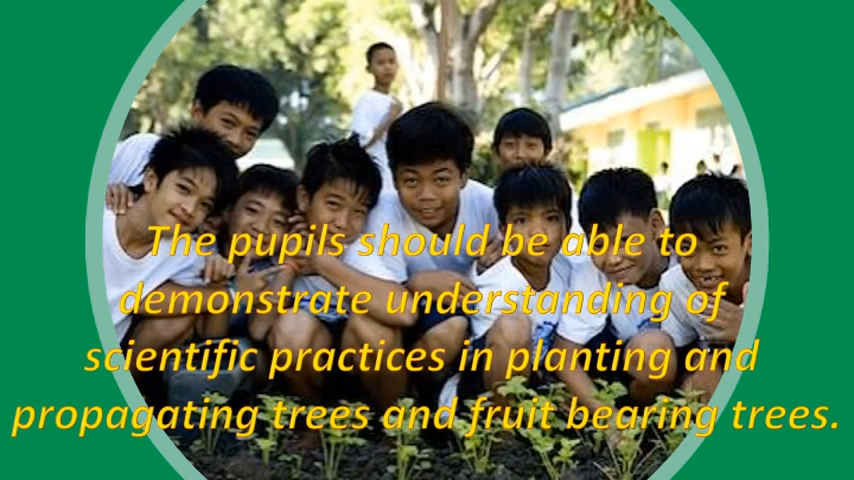 The pupils should be able to
demonstrate understanding of
scientific practices in planting and
propagating trees and fruit bearing trees.